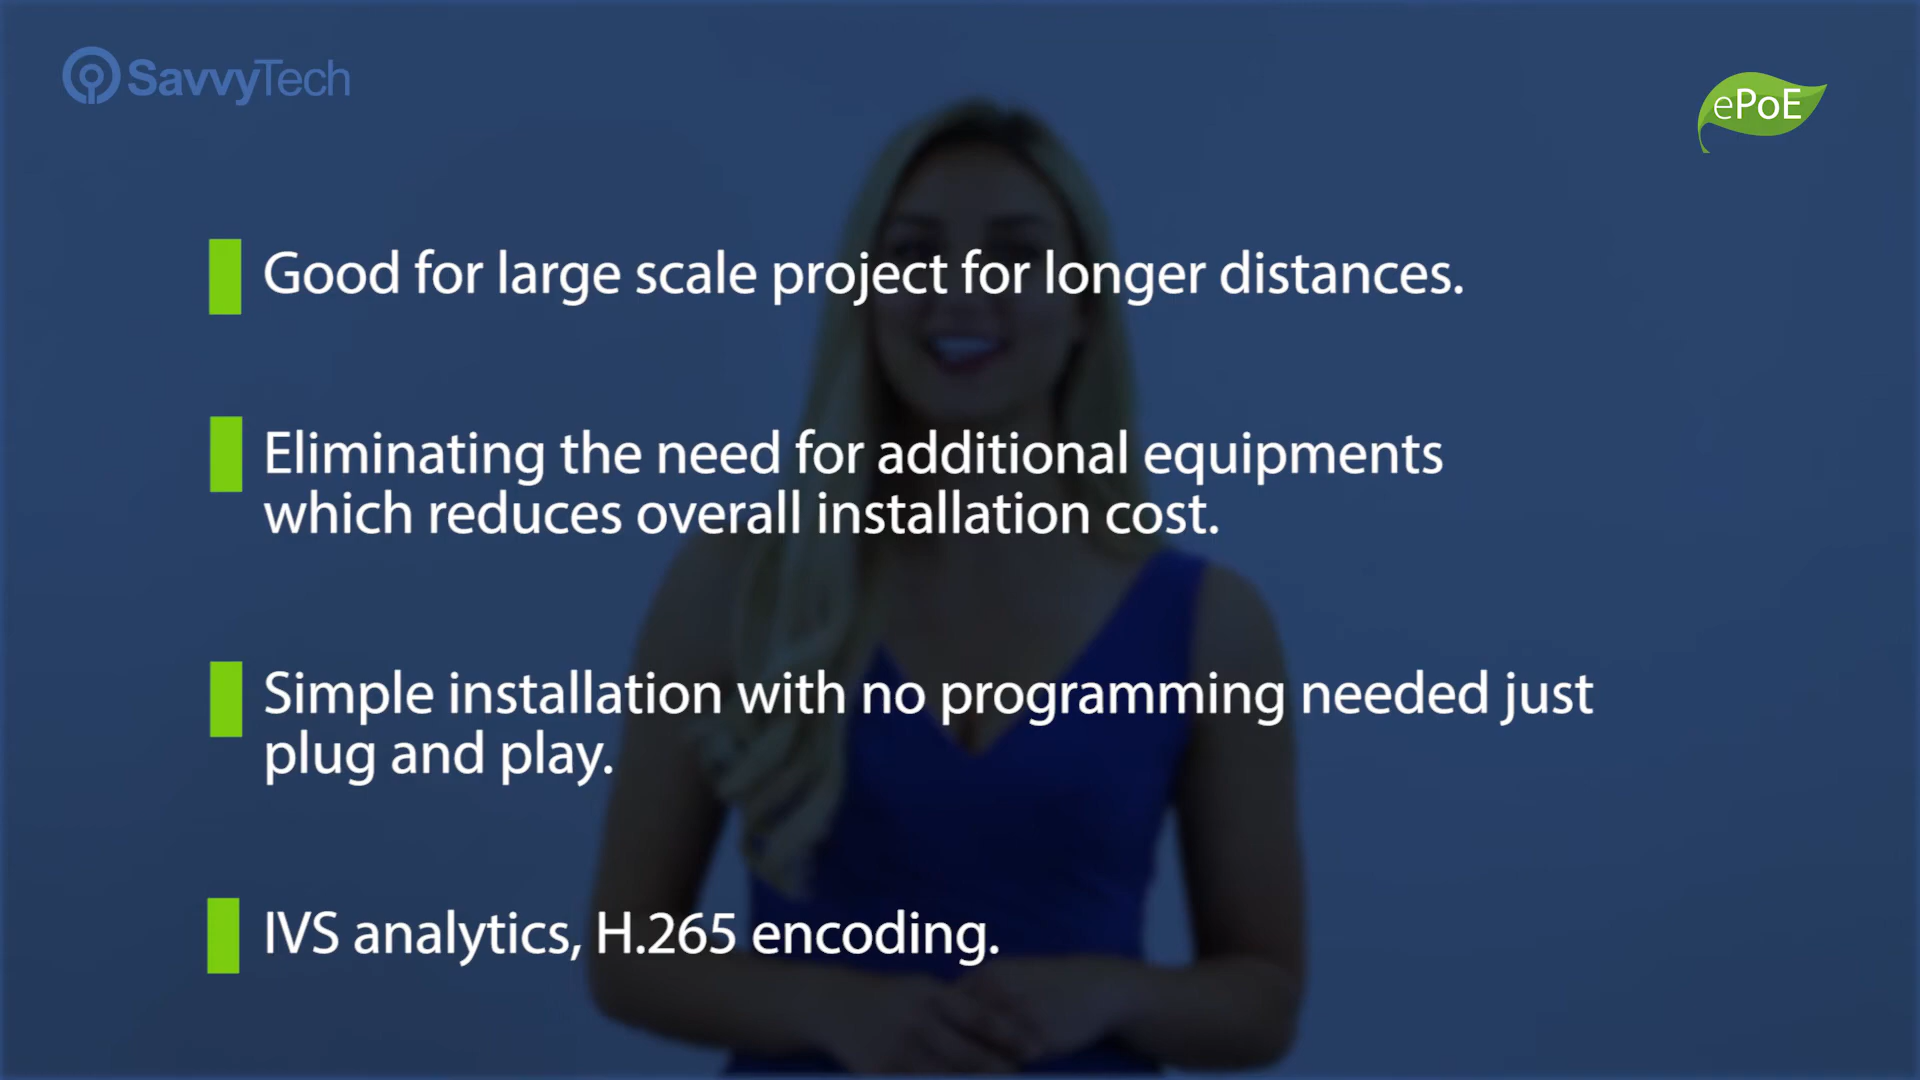 SavvyTech
ePoE
Good for large scale project for longer distances.
Eliminating the need for additional equipments
which reduces overall installation cost.
Simple installation with no programming needed just
plug and play.
IVS analytics, H.265 encoding.